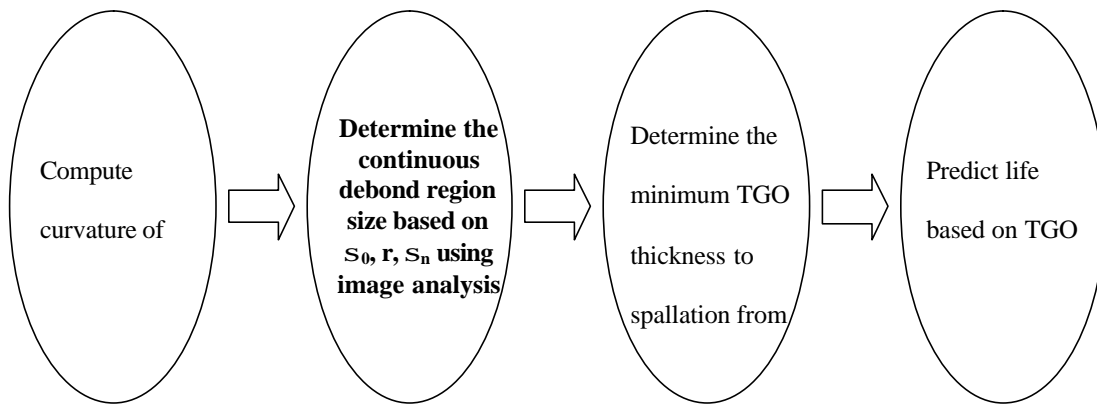 Compute
curvature of
Determine the
continuous
debond region
size based on
s₀, r, sₙ using
image analysis
Determine the
minimum TGO
thickness to
spallation from
Predict life
based on TGO